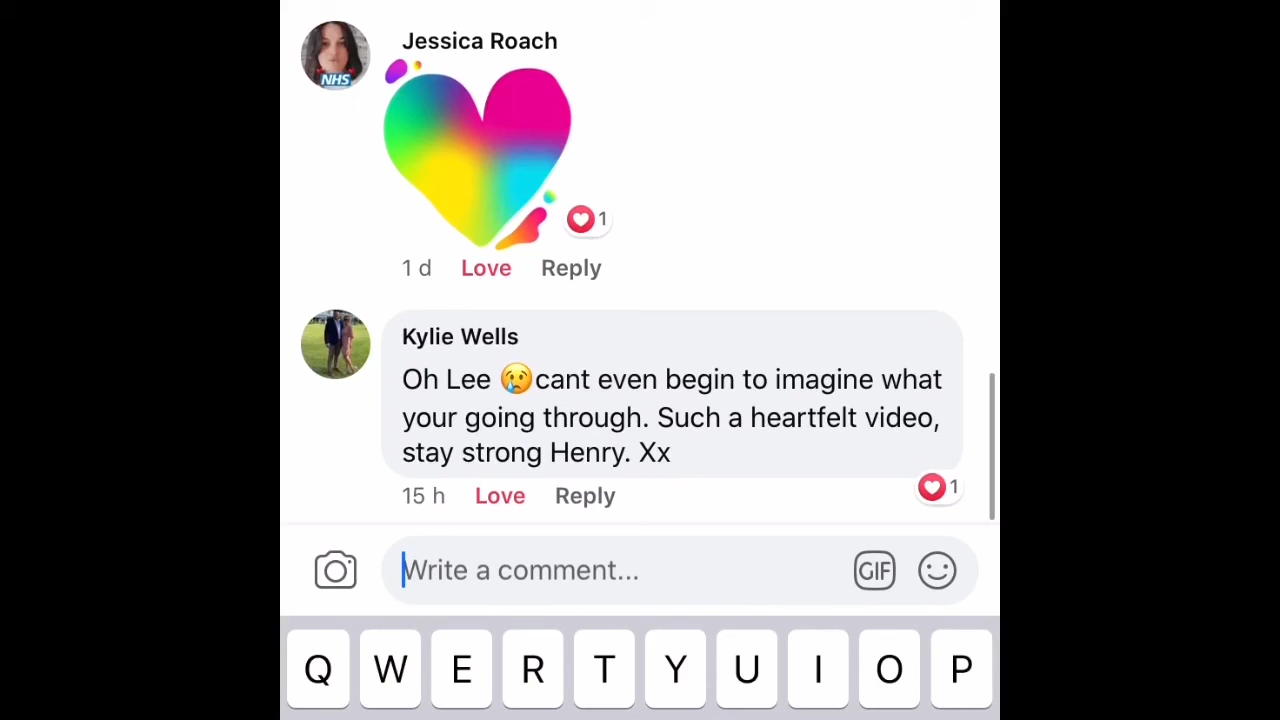 Jessica Roach
NHS
1
1 d Love Reply
Kylie Wells
Oh Lee 😢cant even begin to imagine what
your going through. Such a heartfelt video,
stay strong Henry. Xx
1
15 h Love Reply
Write a comment...
GIF
Q W E R T Y U I O P